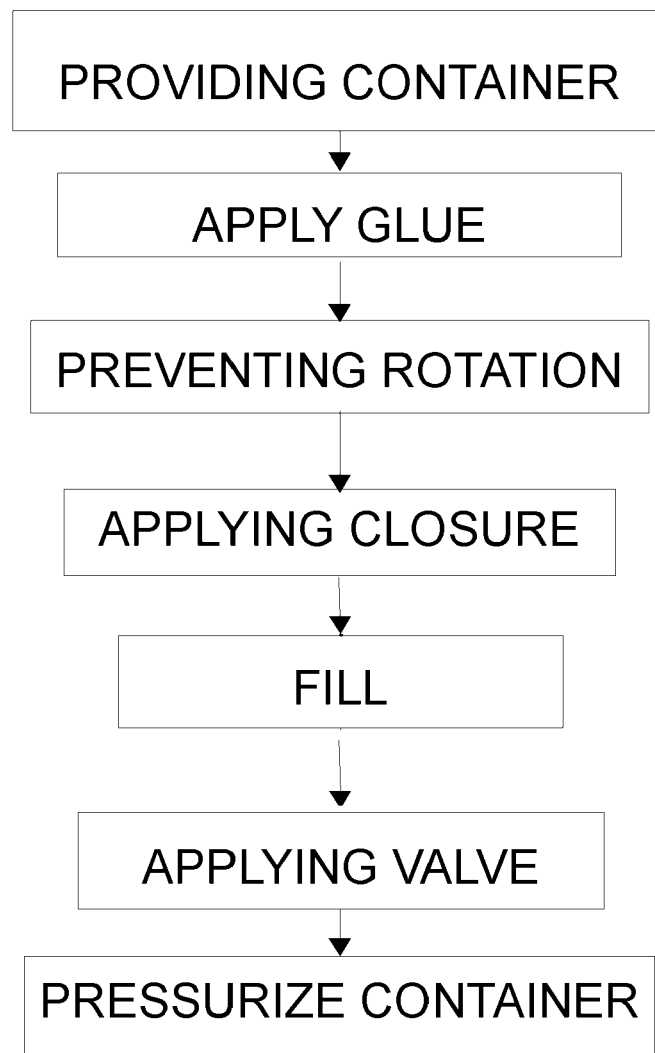 PROVIDING CONTAINER
APPLY GLUE
PREVENTING ROTATION
APPLYING CLOSURE
FILL
APPLYING VALVE
PRESSURIZE CONTAINER